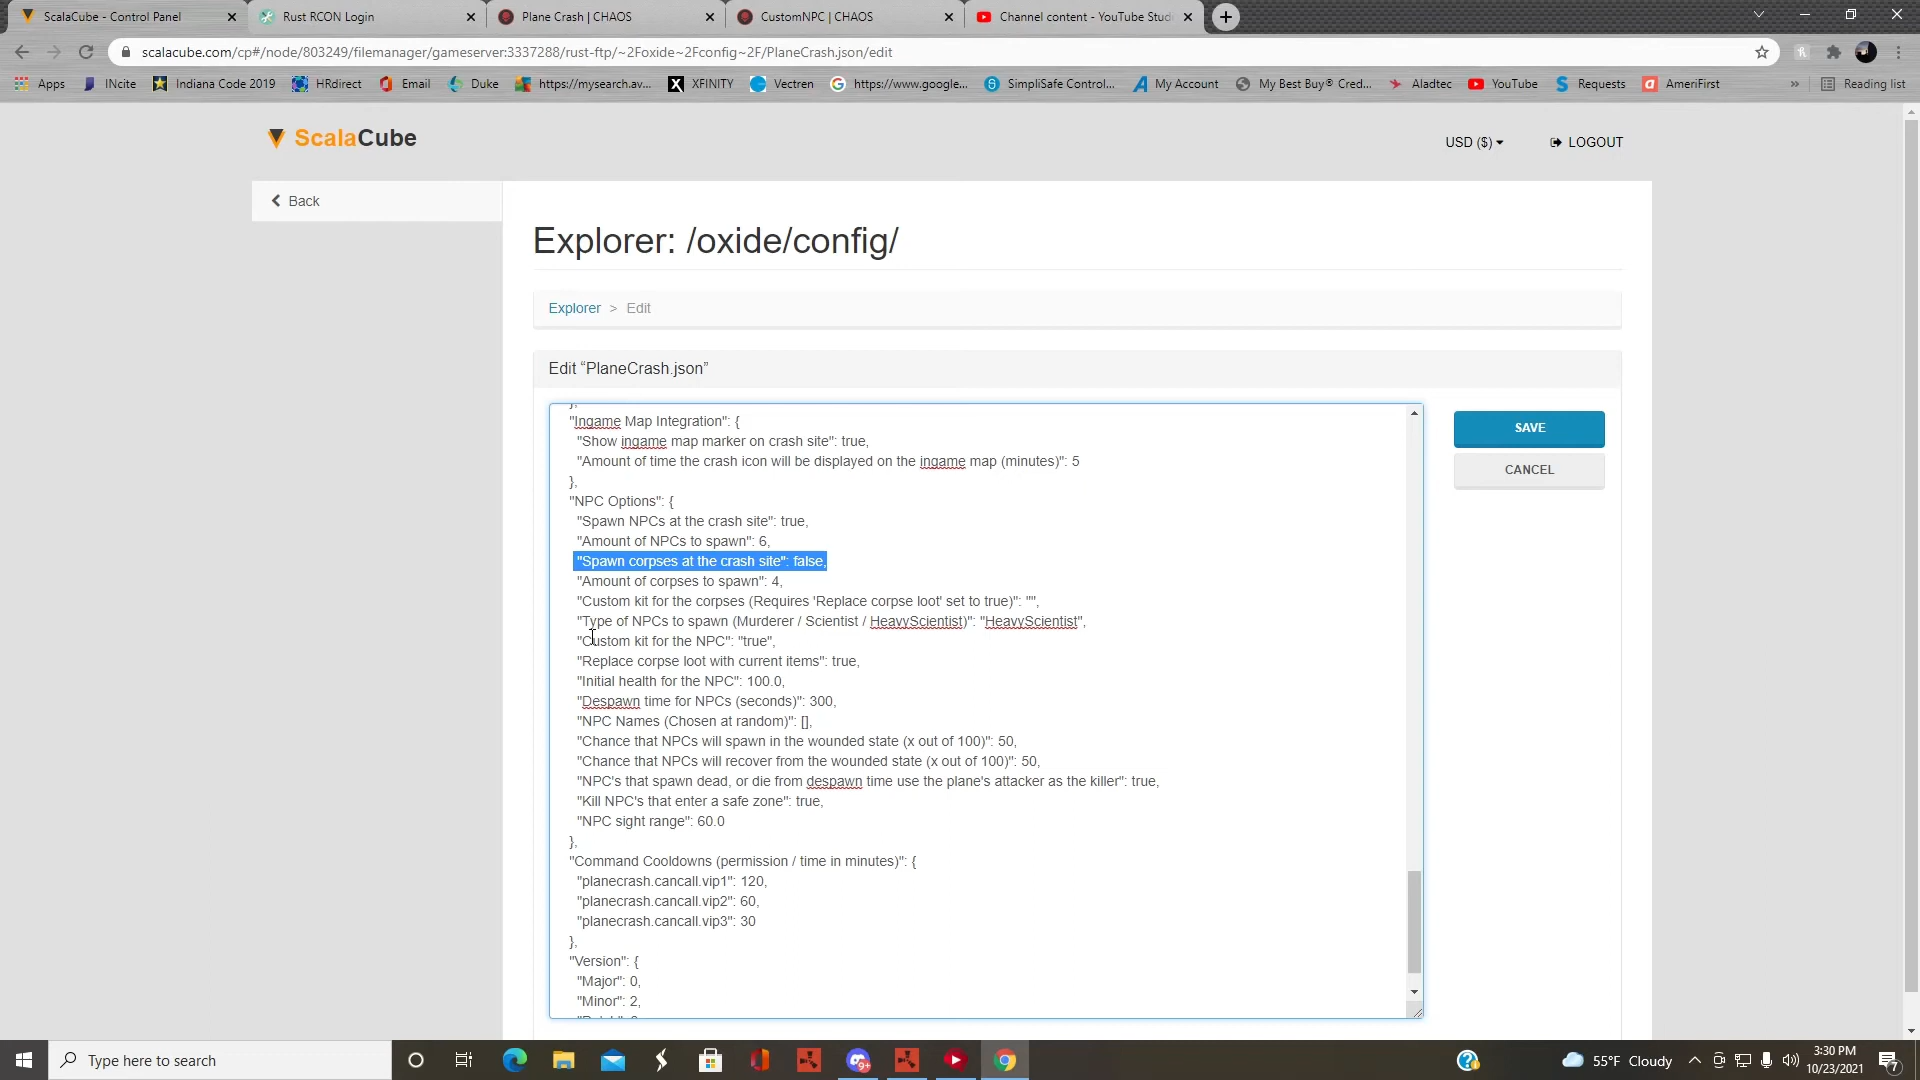 ScalaCube - Control Panel
Rust RCON Login
Plane Crash | CHAOS
CustomNPC | CHAOS
Channel content - YouTube Stud
scalacube.com/cp#/node/803249/filemanager/gameserver:3337288/rust-ftp/~2Foxide~2Fconfig~2F/PlaneCrash.json/edit
Apps
INcite
Indiana Code 2019
HRdirect
Email
Duke
https://mysearch.av...
XFINITY
Vectren
https://www.google...
SimpliSafe Control...
My Account
My Best Buy® Cred...
Aladtec
YouTube
Requests
AmeriFirst
»
Reading list
ScalaCube
USD ($)
LOGOUT
Back
Explorer: /oxide/config/
Explorer > Edit
Edit “PlaneCrash.json”
},
"Ingame Map Integration": {
"Show ingame map marker on crash site": true,
"Amount of time the crash icon will be displayed on the ingame map (minutes)": 5
},
"NPC Options": {
"Spawn NPCs at the crash site": true,
"Amount of NPCs to spawn": 6,
"Spawn corpses at the crash site": false,
"Amount of corpses to spawn": 4,
"Custom kit for the corpses (Requires 'Replace corpse loot' set to true)": "",
"Type of NPCs to spawn (Murderer / Scientist / HeavyScientist)": "HeavyScientist",
"Custom kit for the NPC": "true",
"Replace corpse loot with current items": true,
"Initial health for the NPC": 100.0,
"Despawn time for NPCs (seconds)": 300,
"NPC Names (Chosen at random)": [],
"Chance that NPCs will spawn in the wounded state (x out of 100)": 50,
"Chance that NPCs will recover from the wounded state (x out of 100)": 50,
"NPC's that spawn dead, or die from despawn time use the plane's attacker as the killer": true,
"Kill NPC's that enter a safe zone": true,
"NPC sight range": 60.0
},
"Command Cooldowns (permission / time in minutes)": {
"planecrash.cancall.vip1": 120,
"planecrash.cancall.vip2": 60,
"planecrash.cancall.vip3": 30
},
"Version": {
"Major": 0,
"Minor": 2,
SAVE
CANCEL
Type here to search
9+
55°F Cloudy
3:30 PM
10/23/2021
7